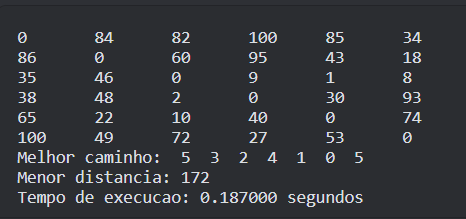 0 84 82 100 85 34
86 0 60 95 43 18
35 46 0 9 1 8
38 48 2 0 30 93
65 22 10 40 0 74
100 49 72 27 53 0
Melhor caminho: 5 3 2 4 1 0 5
Menor distancia: 172
Tempo de execucao: 0.187000 segundos